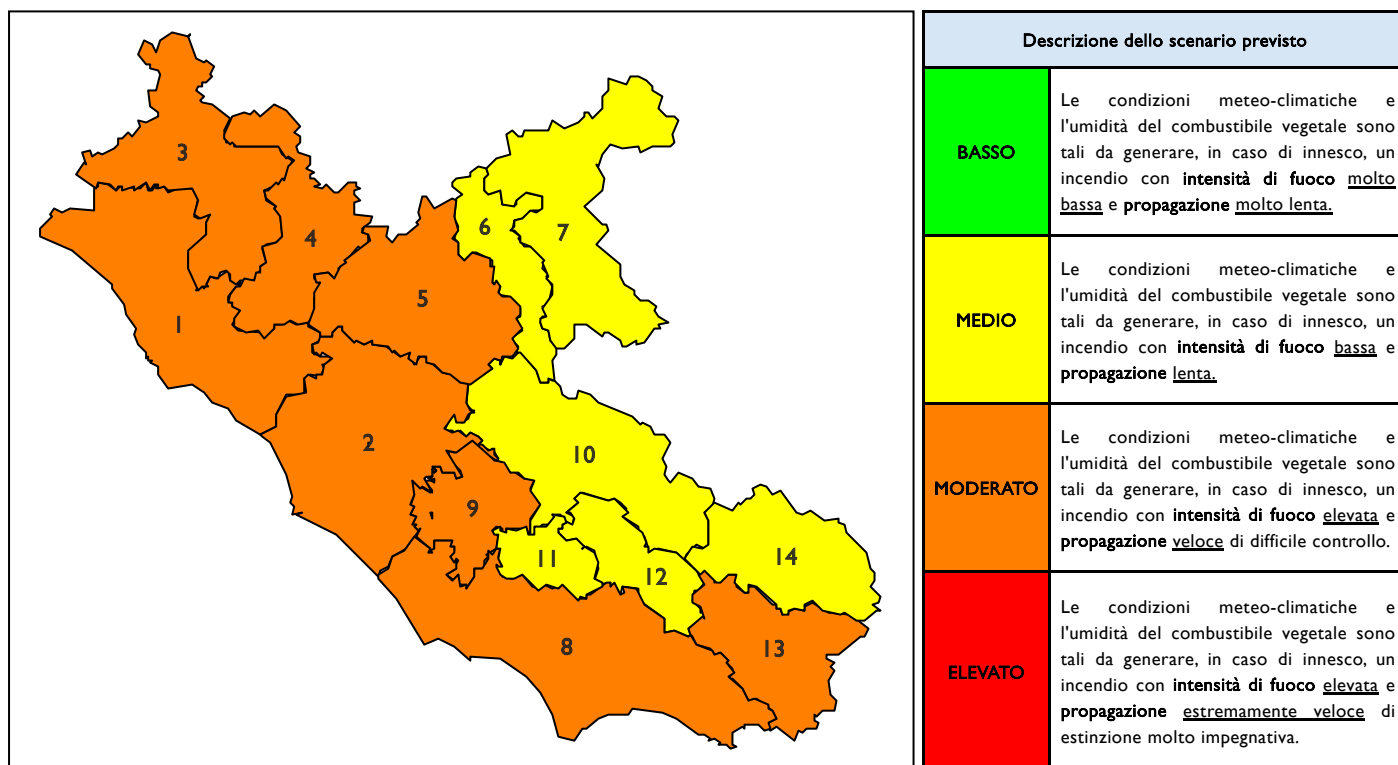 3
4
6
7
5
1
2
10
9
11
12
14
8
13
Descrizione dello scenario previsto
BASSO
Le condizioni meteo-climatiche e
l'umidità del combustibile vegetale sono
tali da generare, in caso di innesco, un
incendio con intensità di fuoco molto
bassa e propagazione molto lenta.
MEDIO
Le condizioni meteo-climatiche e
l'umidità del combustibile vegetale sono
tali da generare, in caso di innesco, un
incendio con intensità di fuoco bassa e
propagazione lenta.
MODERATO
Le condizioni meteo-climatiche e
l'umidità del combustibile vegetale sono
tali da generare, in caso di innesco, un
incendio con intensità di fuoco elevata e
propagazione veloce di difficile controllo.
ELEVATO
Le condizioni meteo-climatiche e
l'umidità del combustibile vegetale sono
tali da generare, in caso di innesco, un
incendio con intensità di fuoco elevata e
propagazione estremamente veloce di
estinzione molto impegnativa.